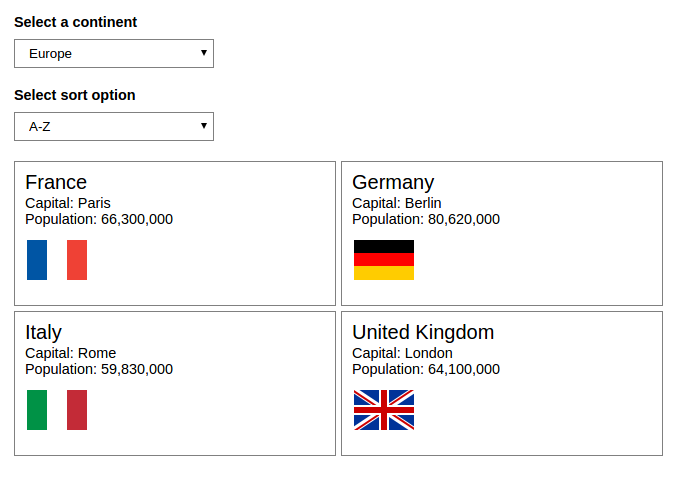 Select a continent
Europe
Select sort option
A-Z
France
Capital: Paris
Population: 66,300,000
Germany
Capital: Berlin
Population: 80,620,000
Italy
Capital: Rome
Population: 59,830,000
United Kingdom
Capital: London
Population: 64,100,000